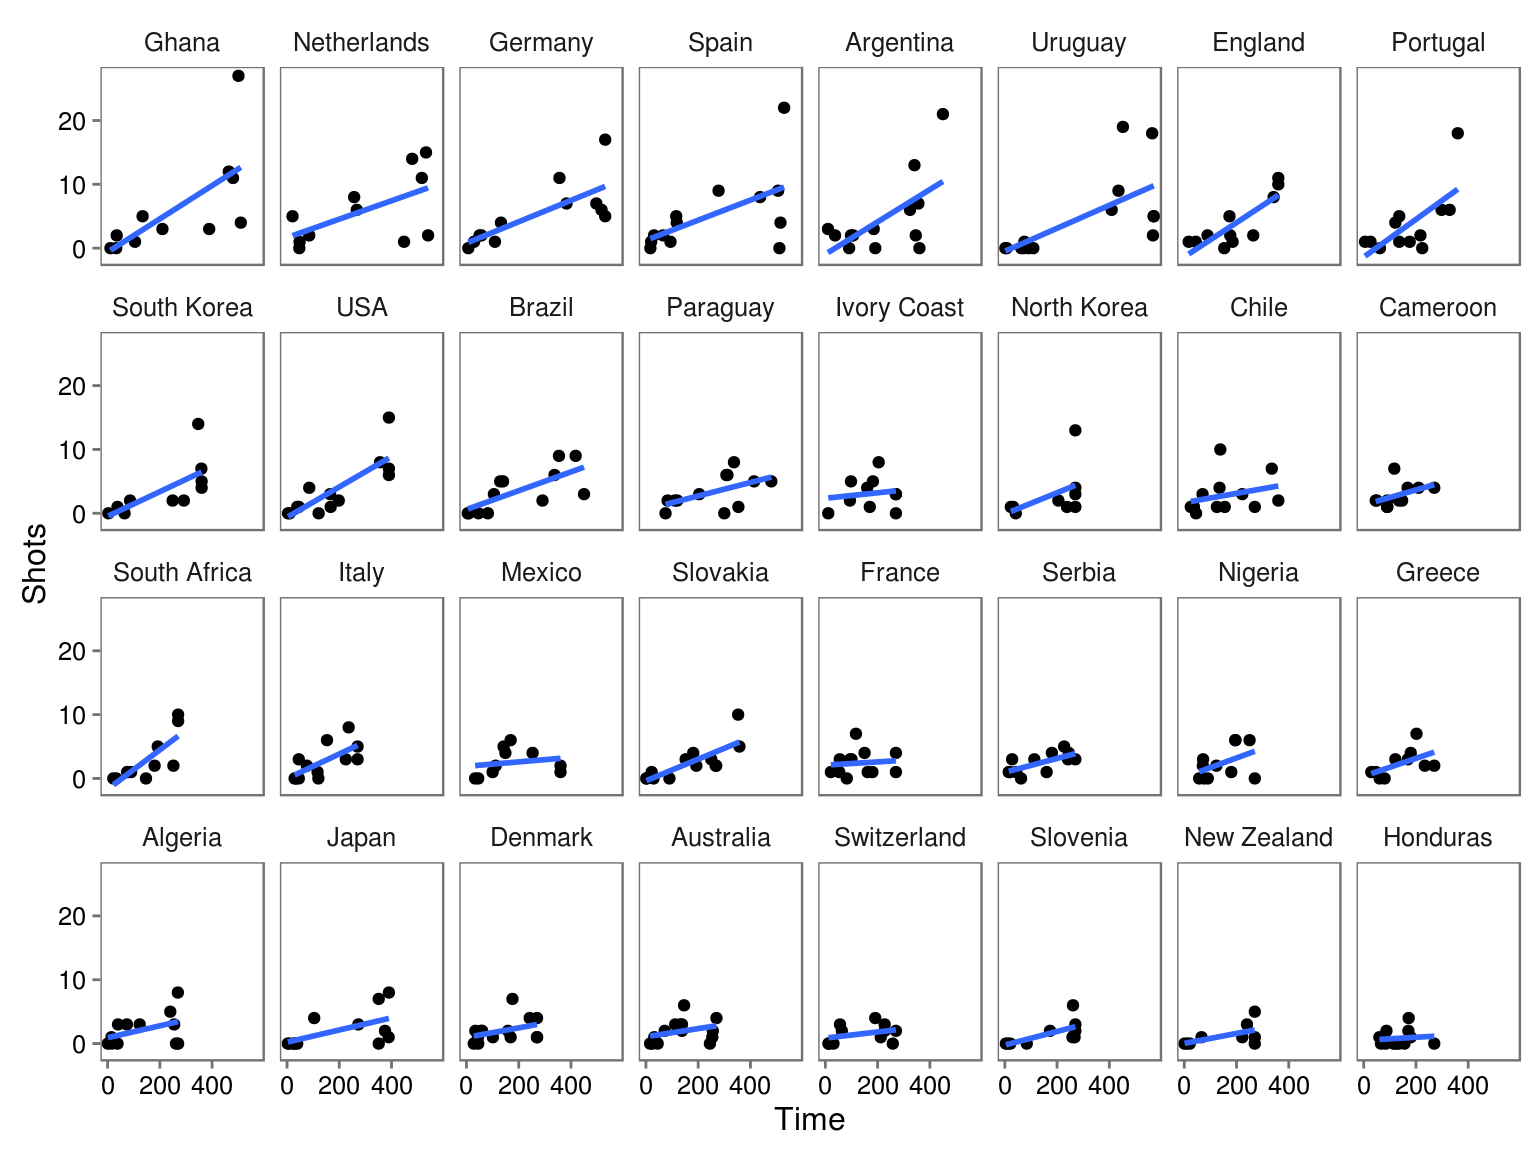 Ghana Netherlands Germany Spain Argentina Uruguay England Portugal
20
10
0
South Korea USA Brazil Paraguay Ivory Coast North Korea Chile Cameroon
20
10
0
Shots
South Africa Italy Mexico Slovakia France Serbia Nigeria Greece
20
10
0
Algeria Japan Denmark Australia Switzerland Slovenia New Zealand Honduras
20
10
0
0 200 400 0 200 400 0 200 400 0 200 400 0 200 400 0 200 400 0 200 400 0 200 400
Time